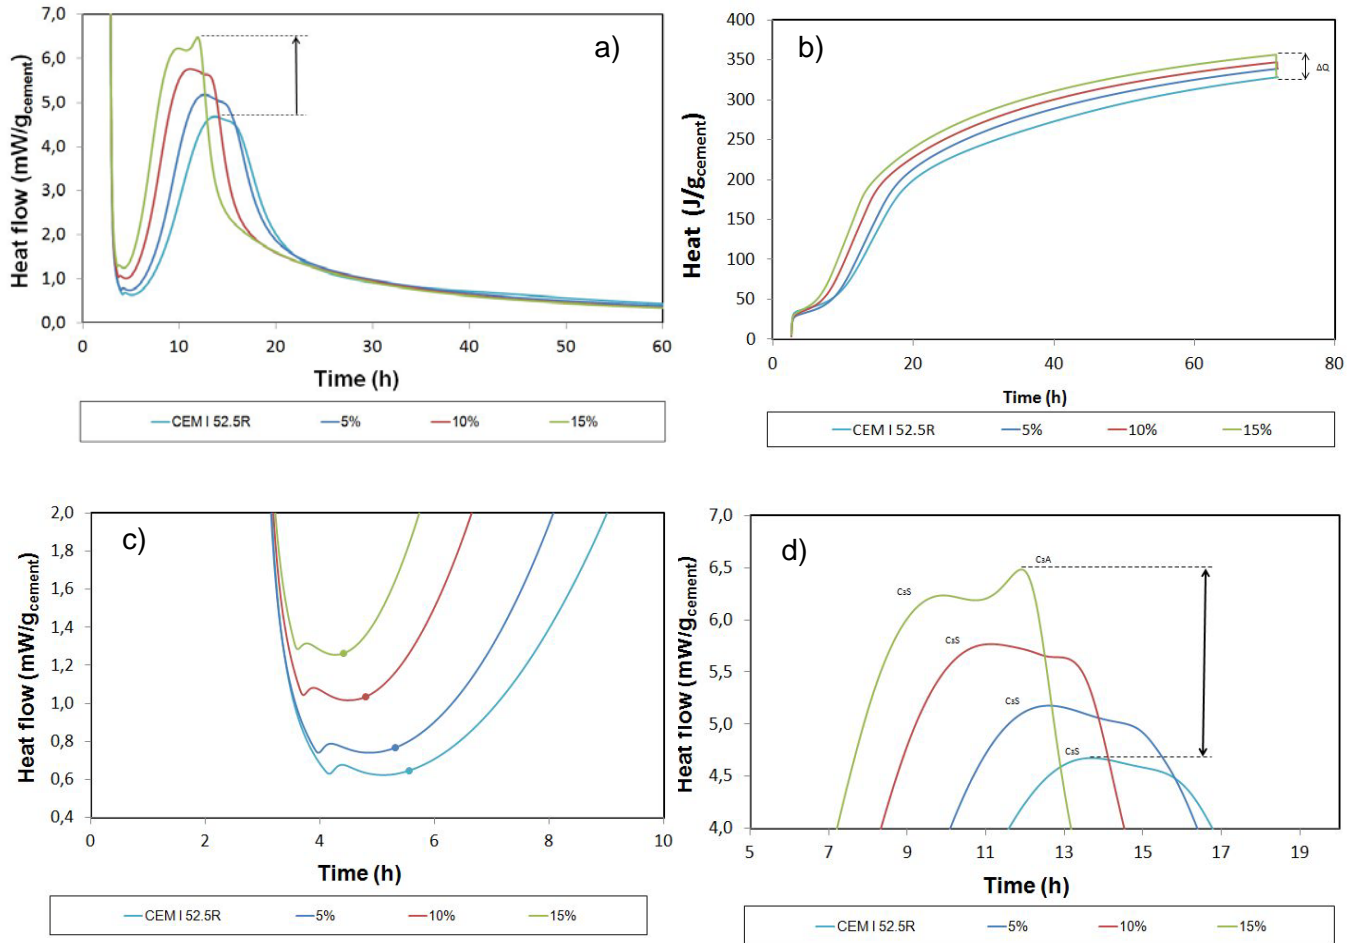 a)
Heat flow (mW/gcement)
7,0
6,0
5,0
4,0
3,0
2,0
1,0
0,0
0 10 20 30 40 50 60
Time (h)
CEM I 52.5R 5% 10% 15%
b)
Heat (J/gcement)
400
350
300
250
200
150
100
50
0
ΔQ
0 20 40 60 80
Time (h)
CEM I 52.5R 5% 10% 15%
c)
Heat flow (mW/gcement)
2,0
1,8
1,6
1,4
1,2
1,0
0,8
0,6
0,4
0 2 4 6 8 10
Time (h)
CEM I 52.5R 5% 10% 15%
d)
Heat flow (mW/gcement)
7,0
6,5
6,0
5,5
5,0
4,5
4,0
C₃A
C₃S
C₃S
C₃S
C₃S
5 7 9 11 13 15 17 19
Time (h)
CEM I 52.5R 5% 10% 15%